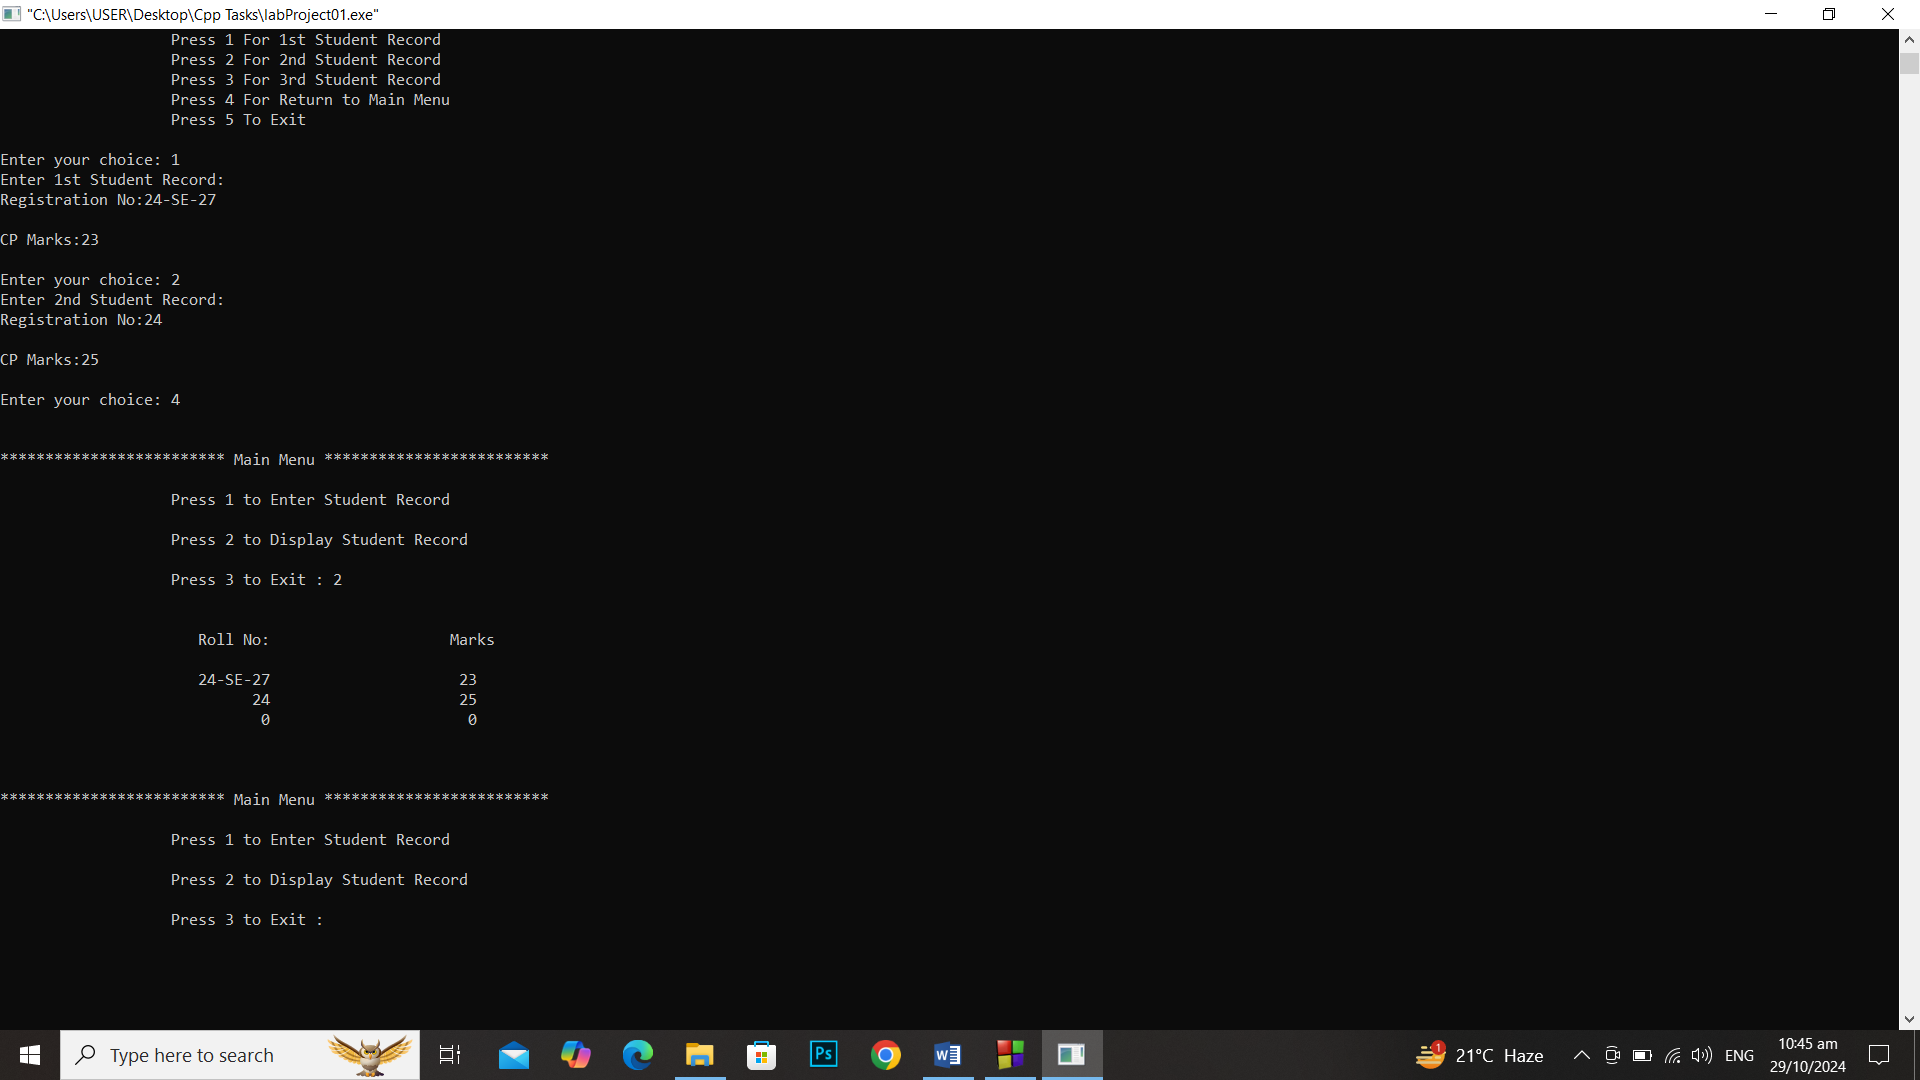 "C:\Users\USER\Desktop\Cpp Tasks\labProject01.exe"
Press 1 For 1st Student Record
Press 2 For 2nd Student Record
Press 3 For 3rd Student Record
Press 4 For Return to Main Menu
Press 5 To Exit
Enter your choice: 1
Enter 1st Student Record:
Registration No:24-SE-27
CP Marks:23
Enter your choice: 2
Enter 2nd Student Record:
Registration No:24
CP Marks:25
Enter your choice: 4
************************* Main Menu *************************
Press 1 to Enter Student Record
Press 2 to Display Student Record
Press 3 to Exit : 2
Roll No: Marks
24-SE-27 23
24 25
0 0
************************* Main Menu *************************
Press 1 to Enter Student Record
Press 2 to Display Student Record
Press 3 to Exit :
Type here to search
Ps
W
1
21°C Haze
ENG
10:45 am
29/10/2024